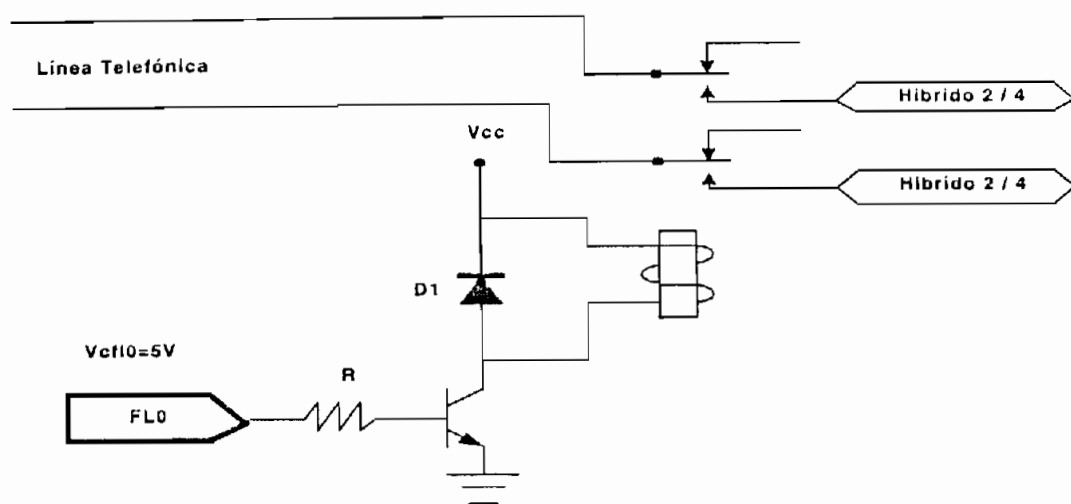 Línea Telefónica
Híbrido 2 / 4
Vcc
Híbrido 2 / 4
D1
Vcfl0=5V
R
FL0